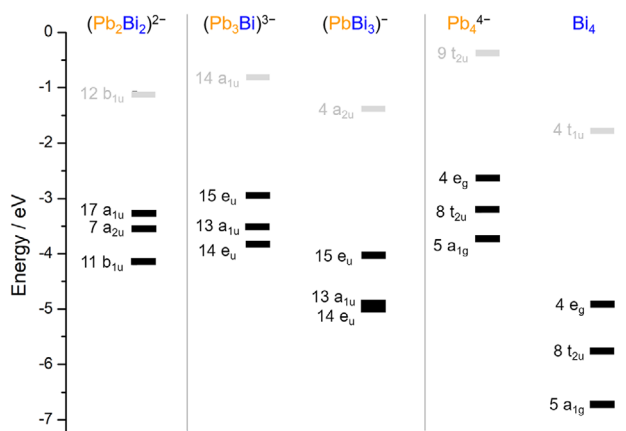 (Pb₂Bi₂)²⁻ (Pb₃Bi)³⁻ (PbBi₃)⁻ Pb₄⁴⁻ Bi₄
Energy / eV
0
-1
-2
-3
-4
-5
-6
-7
12 b₁ᵤ
17 a₁ᵤ
7 a₂ᵤ
11 b₁ᵤ
14 a₁ᵤ
15 eᵤ
13 a₁ᵤ
14 eᵤ
4 a₂ᵤ
15 eᵤ
13 a₁ᵤ
14 eᵤ
9 t₂ᵤ
4 e_g
8 t₂ᵤ
5 a₁g
4 t₁ᵤ
4 e_g
8 t₂ᵤ
5 a₁g